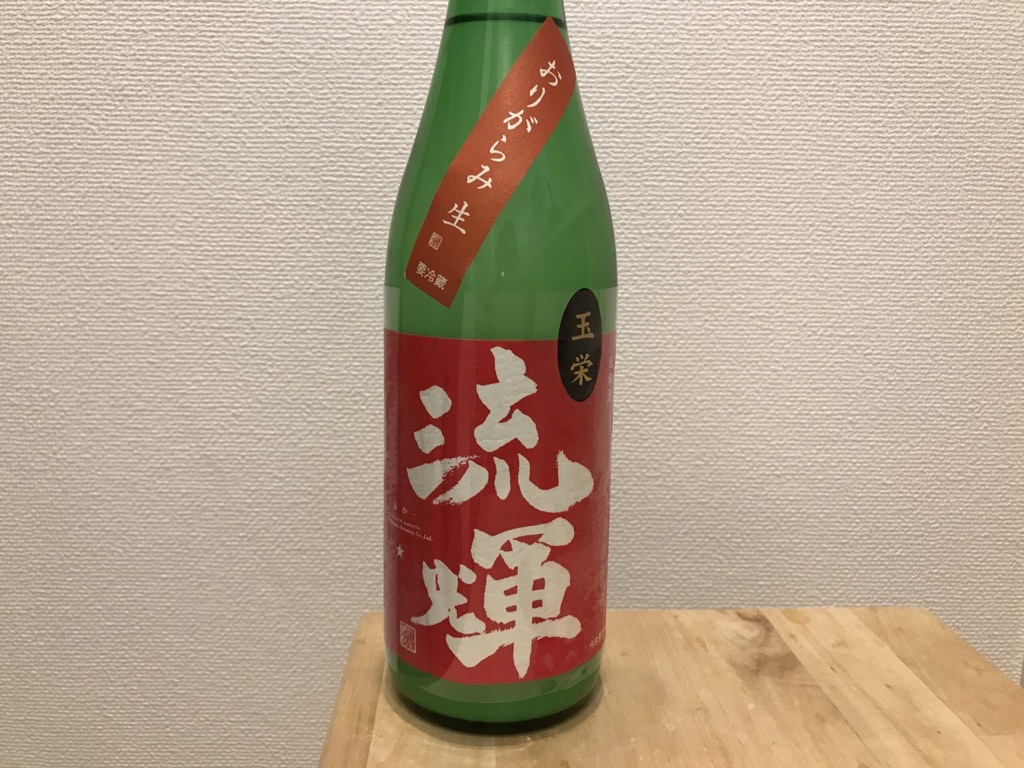 おりがらみ 生
要冷蔵
玉栄
流輝